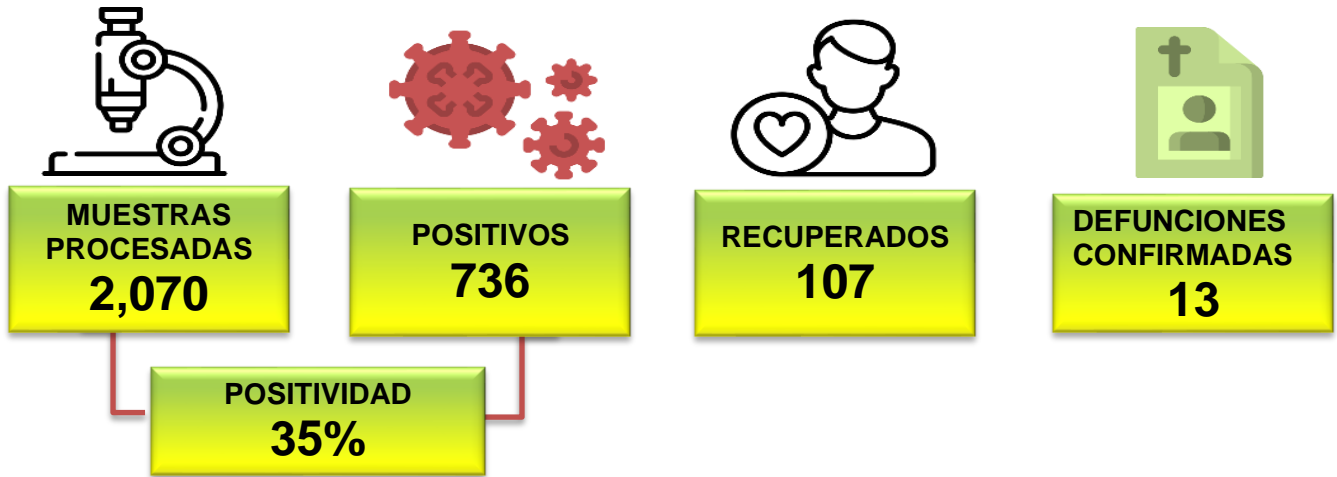 MUESTRAS
PROCESADAS
2,070
POSITIVOS
736
RECUPERADOS
107
DEFUNCIONES
CONFIRMADAS
13
POSITIVIDAD
35%